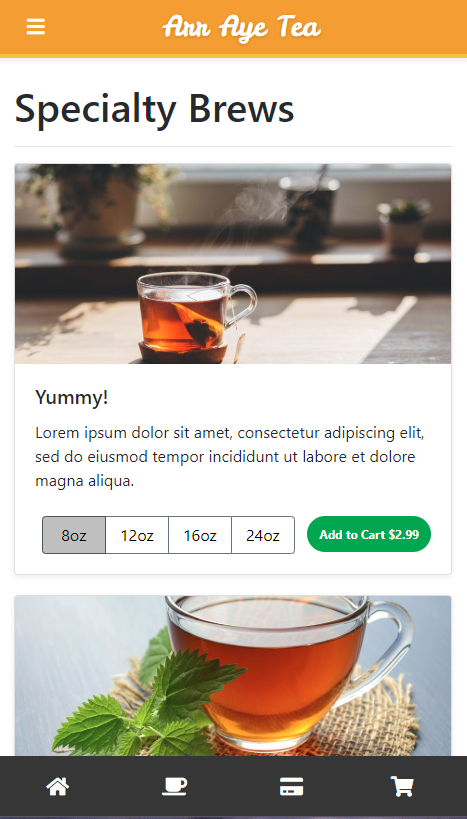 Arr Aye Tea
Specialty Brews
Yummy!
Lorem ipsum dolor sit amet, consectetur adipiscing elit,
sed do eiusmod tempor incididunt ut labore et dolore
magna aliqua.
8oz 12oz 16oz 24oz Add to Cart $2.99